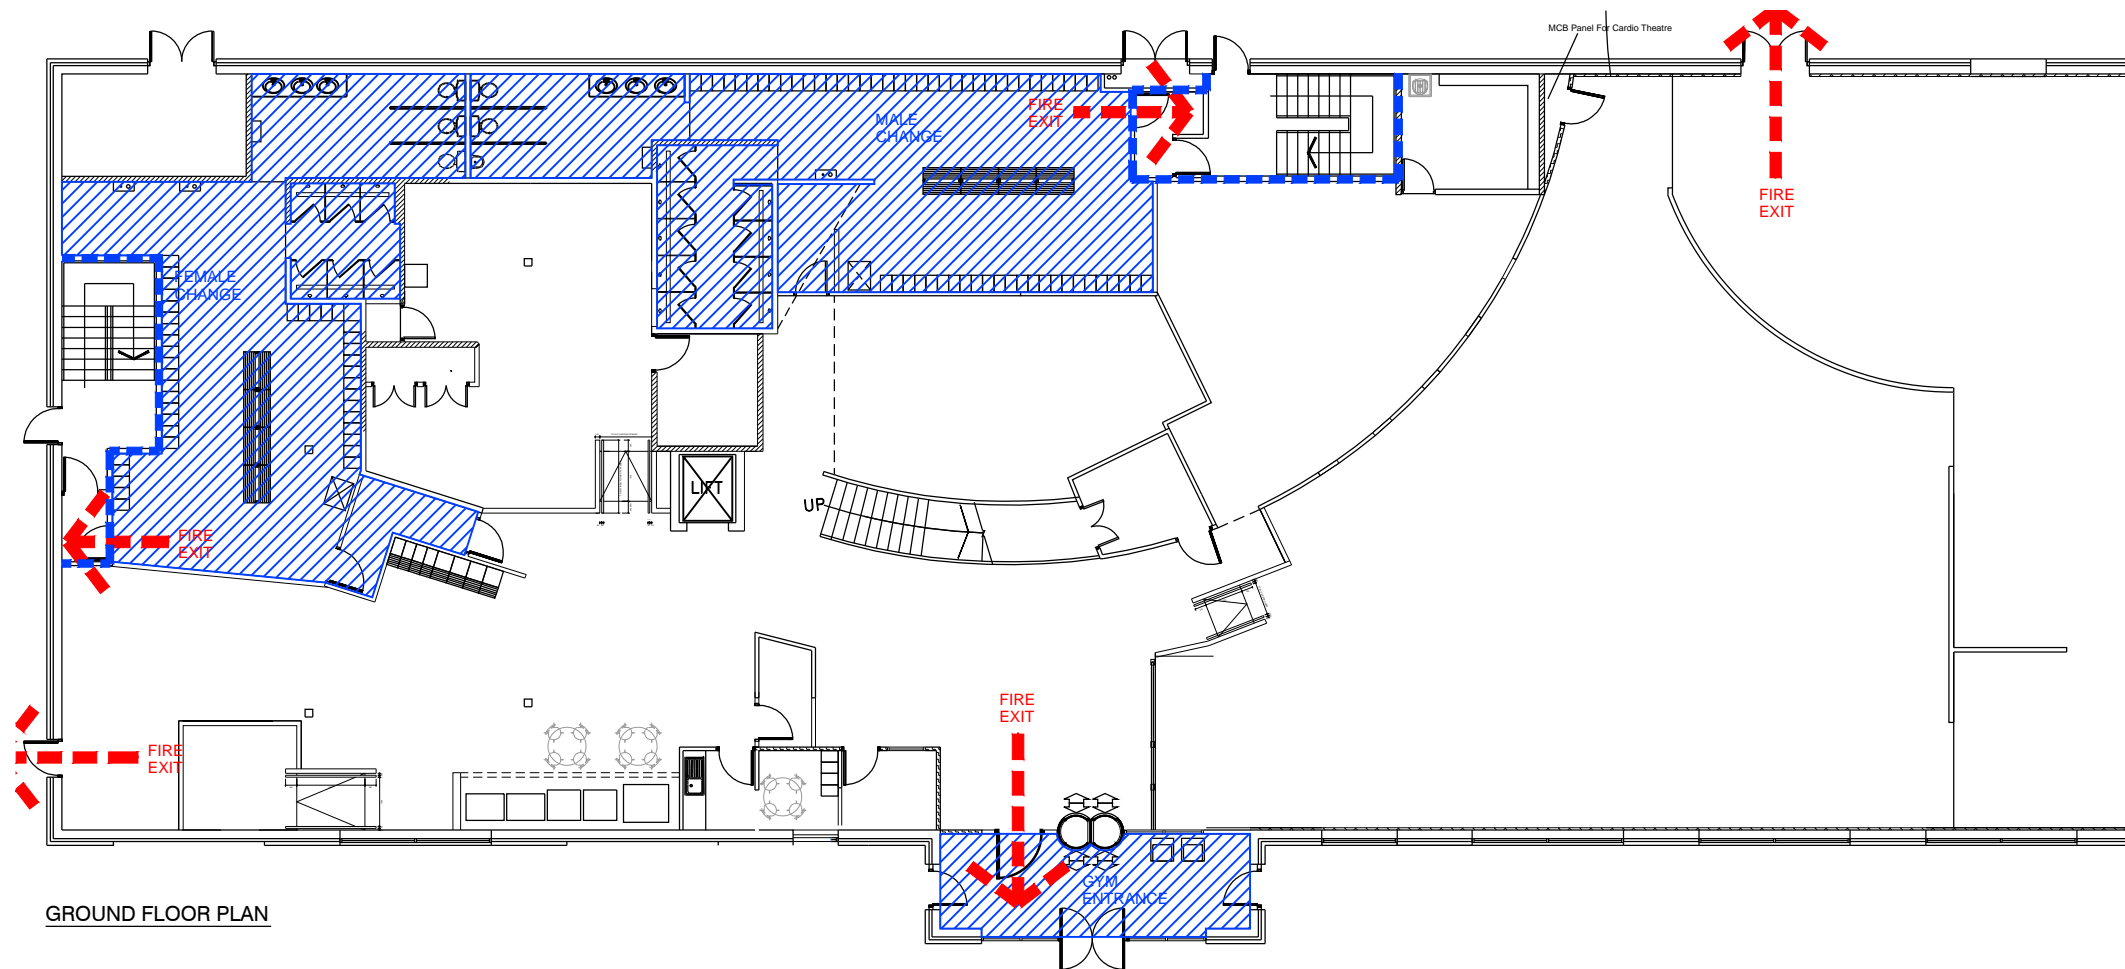 MCB Panel For Cardio Theatre
FIRE
EXIT
MALE
CHANGE
FIRE
EXIT
FEMALE
CHANGE
LIFT
UP
FIRE
EXIT
FIRE
EXIT
FIRE
EXIT
GYM
ENTRANCE
GROUND FLOOR PLAN